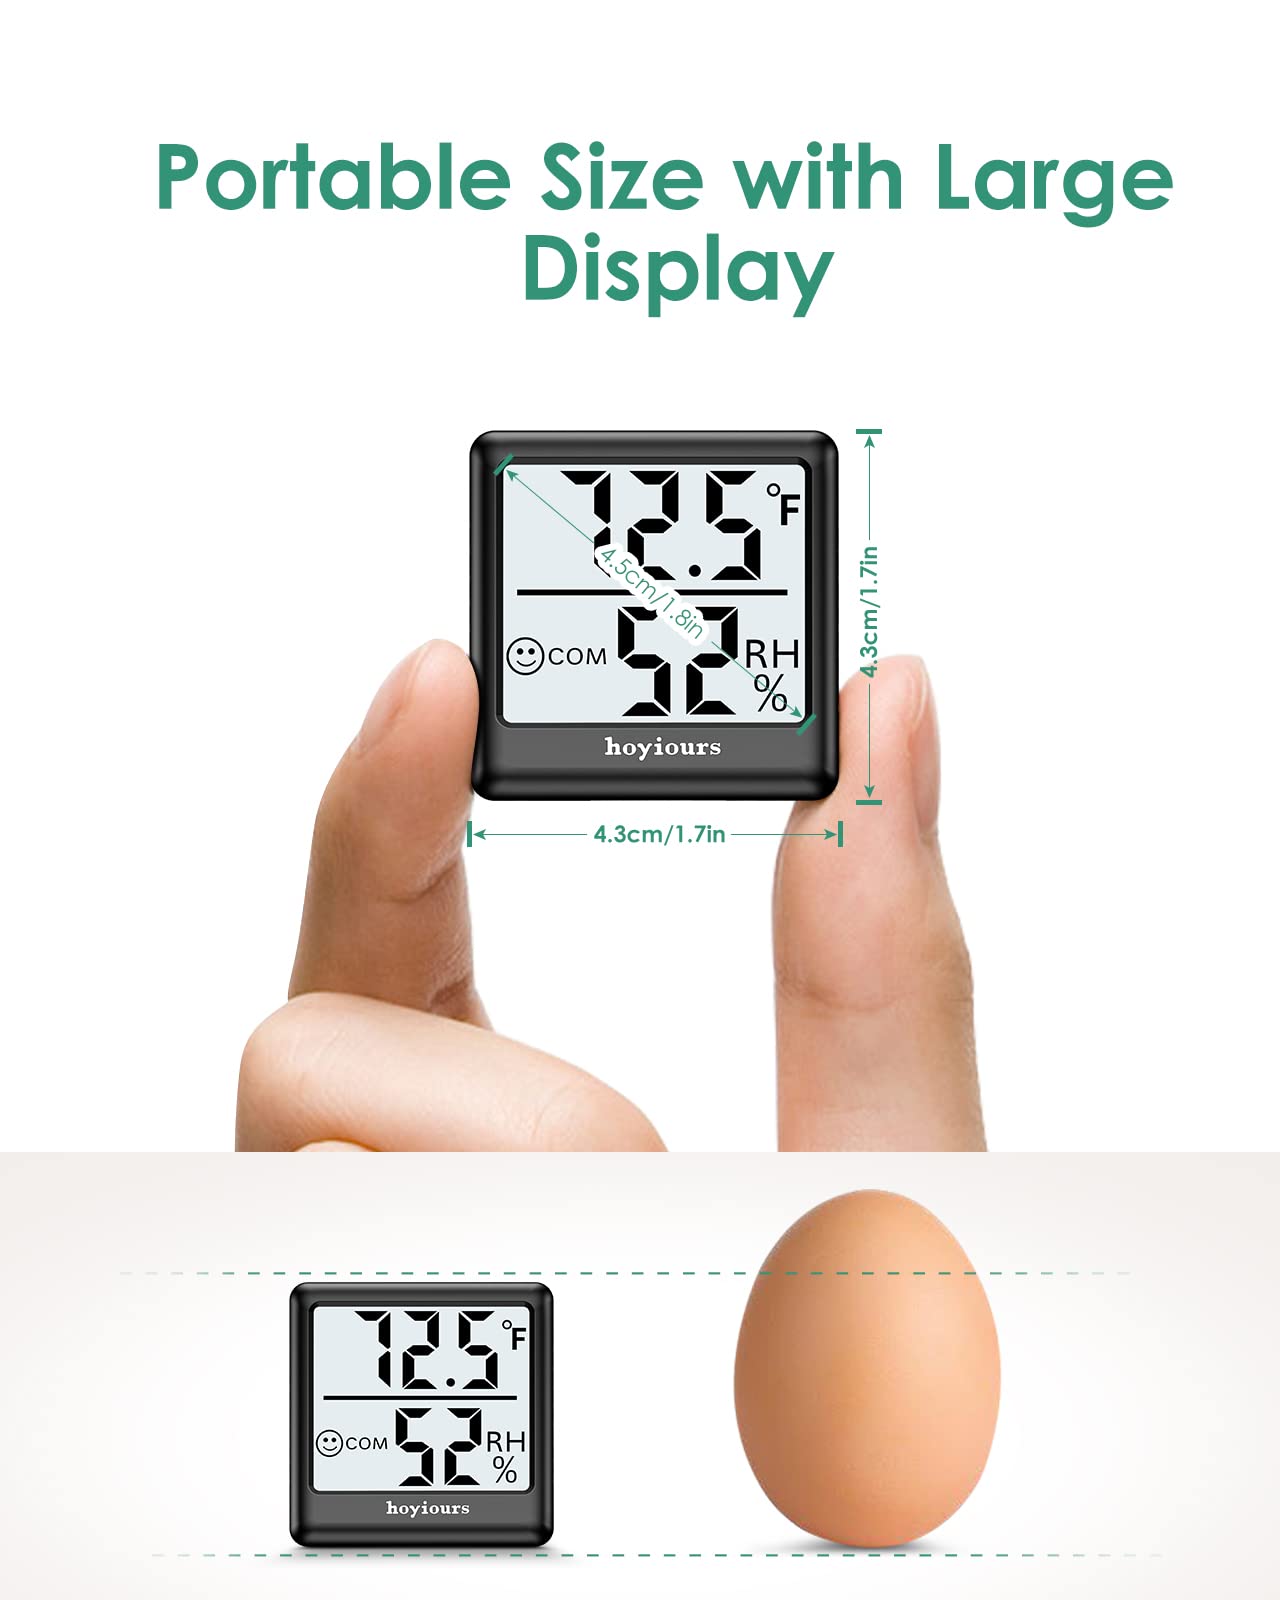 Portable Size with Large
Display
72.5 °F
4.5cm/1.8in
COM 52 RH
%
hoyiours
4.3cm/1.7in
4.3cm/1.7in
72.5 °F
COM 52 RH
%
hoyiours